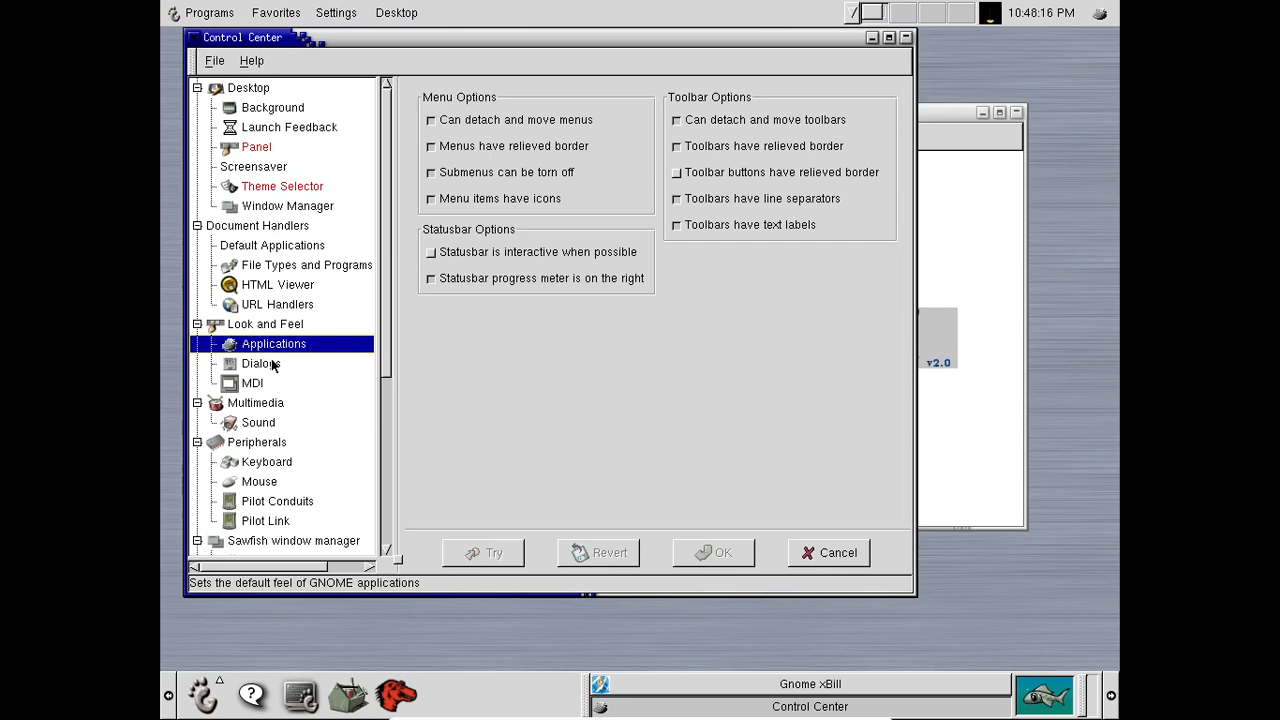 Programs Favorites Settings Desktop 10:48:16 PM
Control Center
File Help
Desktop
Background
Launch Feedback
Panel
Screensaver
Theme Selector
Window Manager
Document Handlers
Default Applications
File Types and Programs
HTML Viewer
URL Handlers
Look and Feel
Applications
Dialogs
MDI
Multimedia
Sound
Peripherals
Keyboard
Mouse
Pilot Conduits
Pilot Link
Sawfish window manager
Menu Options
Can detach and move menus
Menus have relieved border
Submenus can be torn off
Menu items have icons
Statusbar Options
Statusbar is interactive when possible
Statusbar progress meter is on the right
Toolbar Options
Can detach and move toolbars
Toolbars have relieved border
Toolbar buttons have relieved border
Toolbars have line separators
Toolbars have text labels
v2.0
Try Revert OK Cancel
Sets the default feel of GNOME applications
Gnome xBill
Control Center